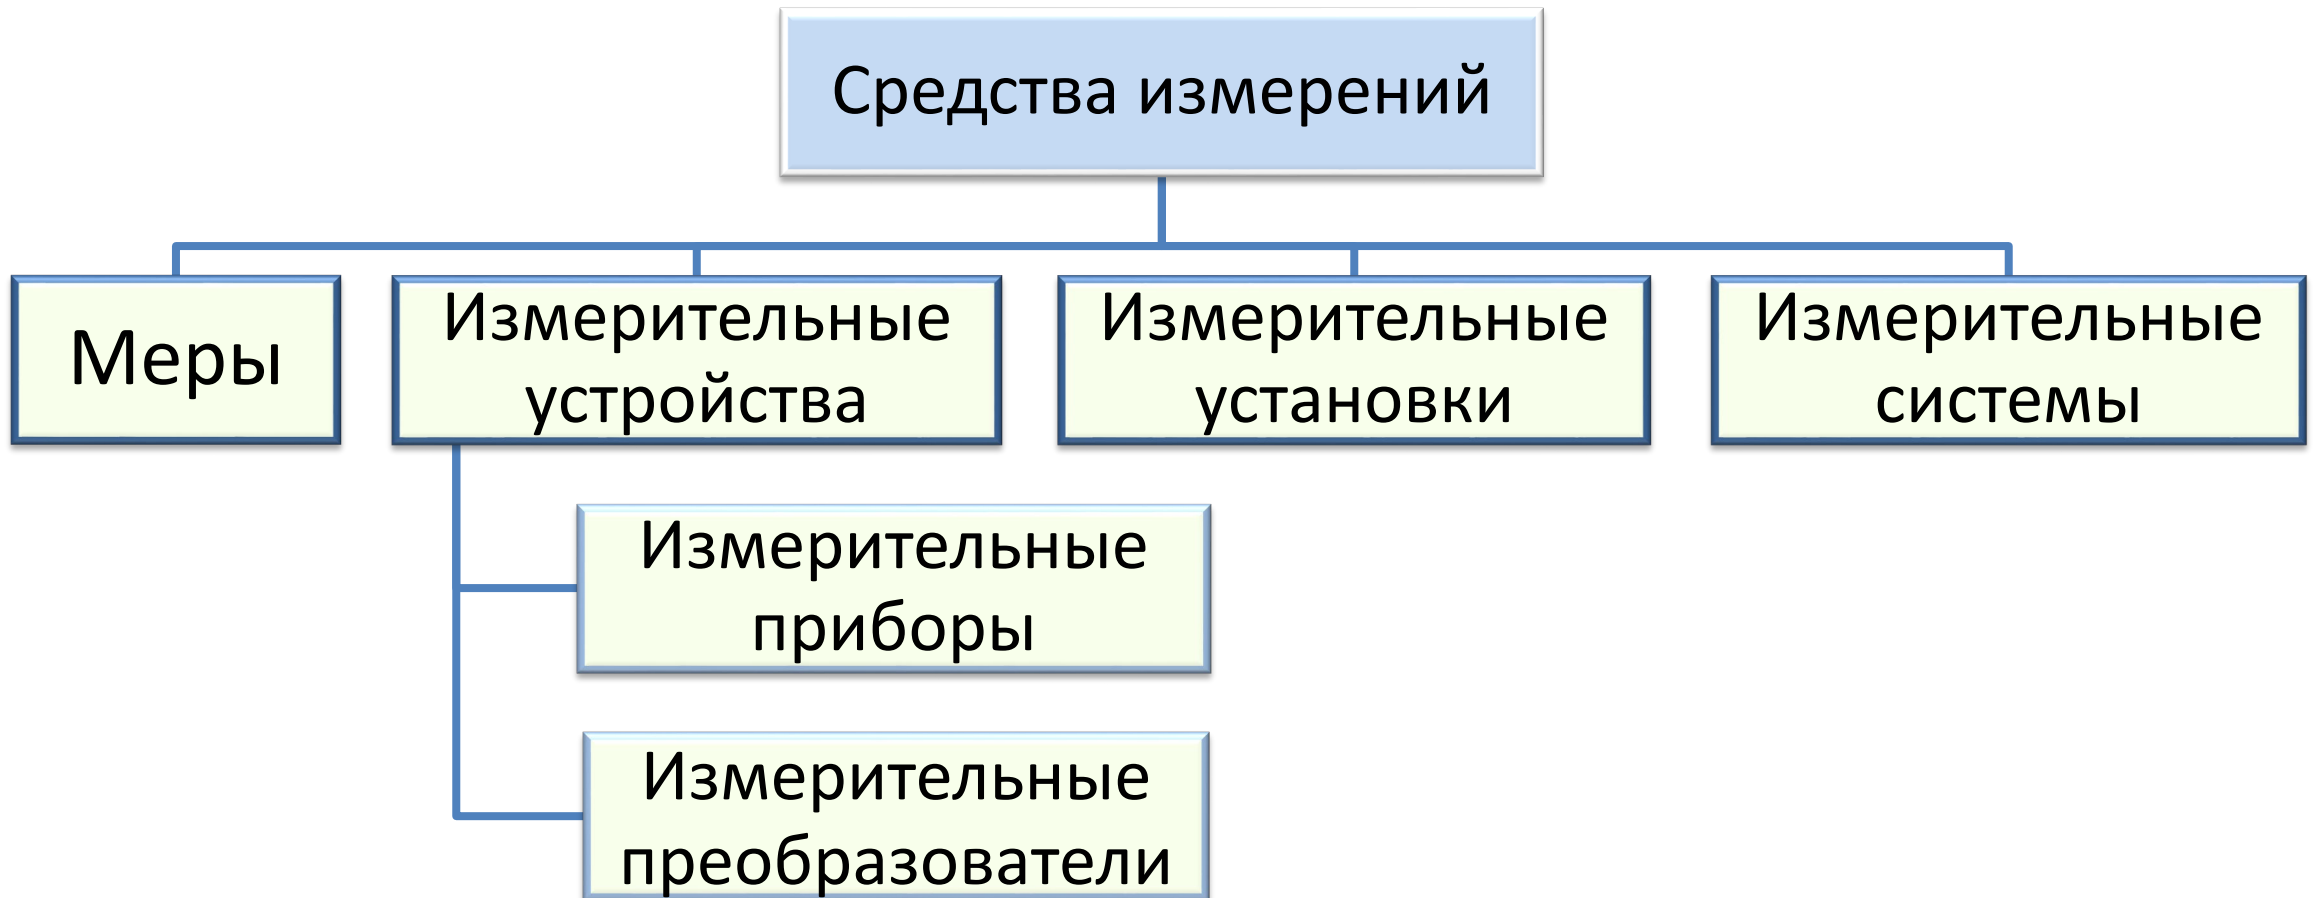 Средства измерений
Меры
Измерительные
устройства
Измерительные
установки
Измерительные
системы
Измерительные
приборы
Измерительные
преобразователи